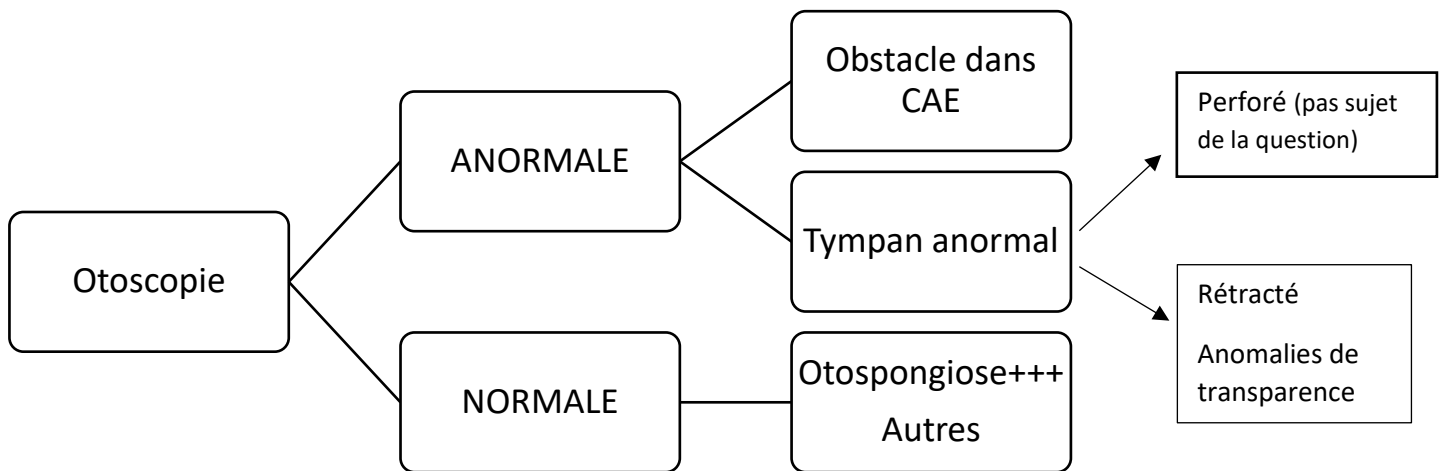 Otoscopie
ANORMALE
NORMALE
Obstacle dans
CAE
Tympan anormal
Otospongiose+++
Autres
Perforé (pas sujet
de la question)
Rétracté
Anomalies de
transparence